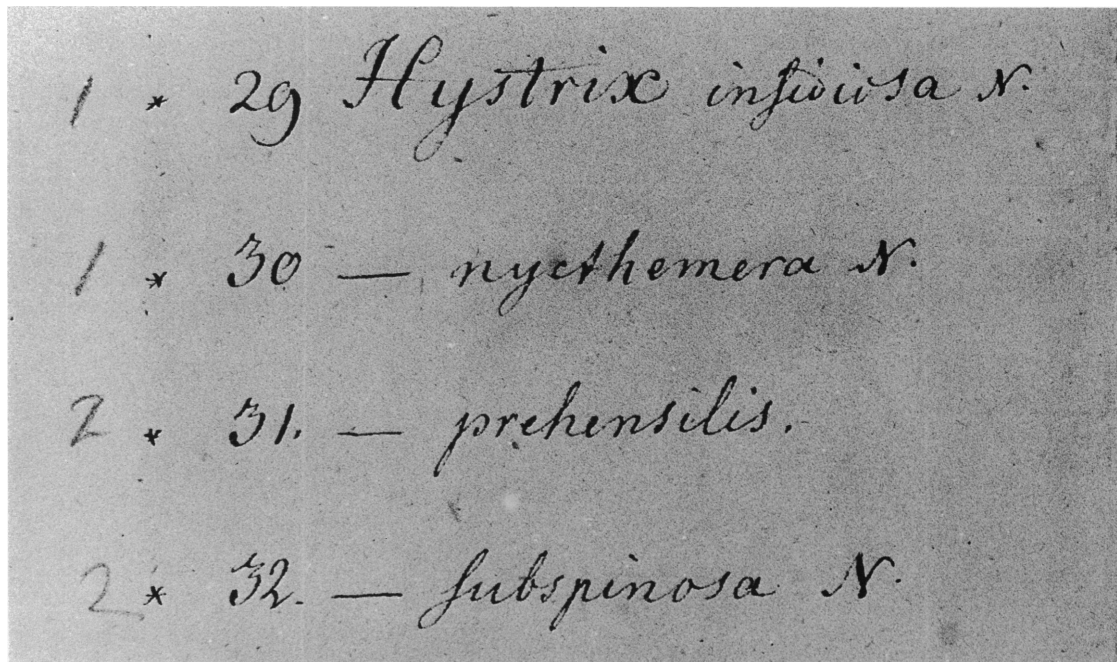 1 * 29 Hystrix insidiosa N.
1 * 30 — nycthemera N.
2 * 31. — prehensilis.
2 * 32. — subspinosa N.